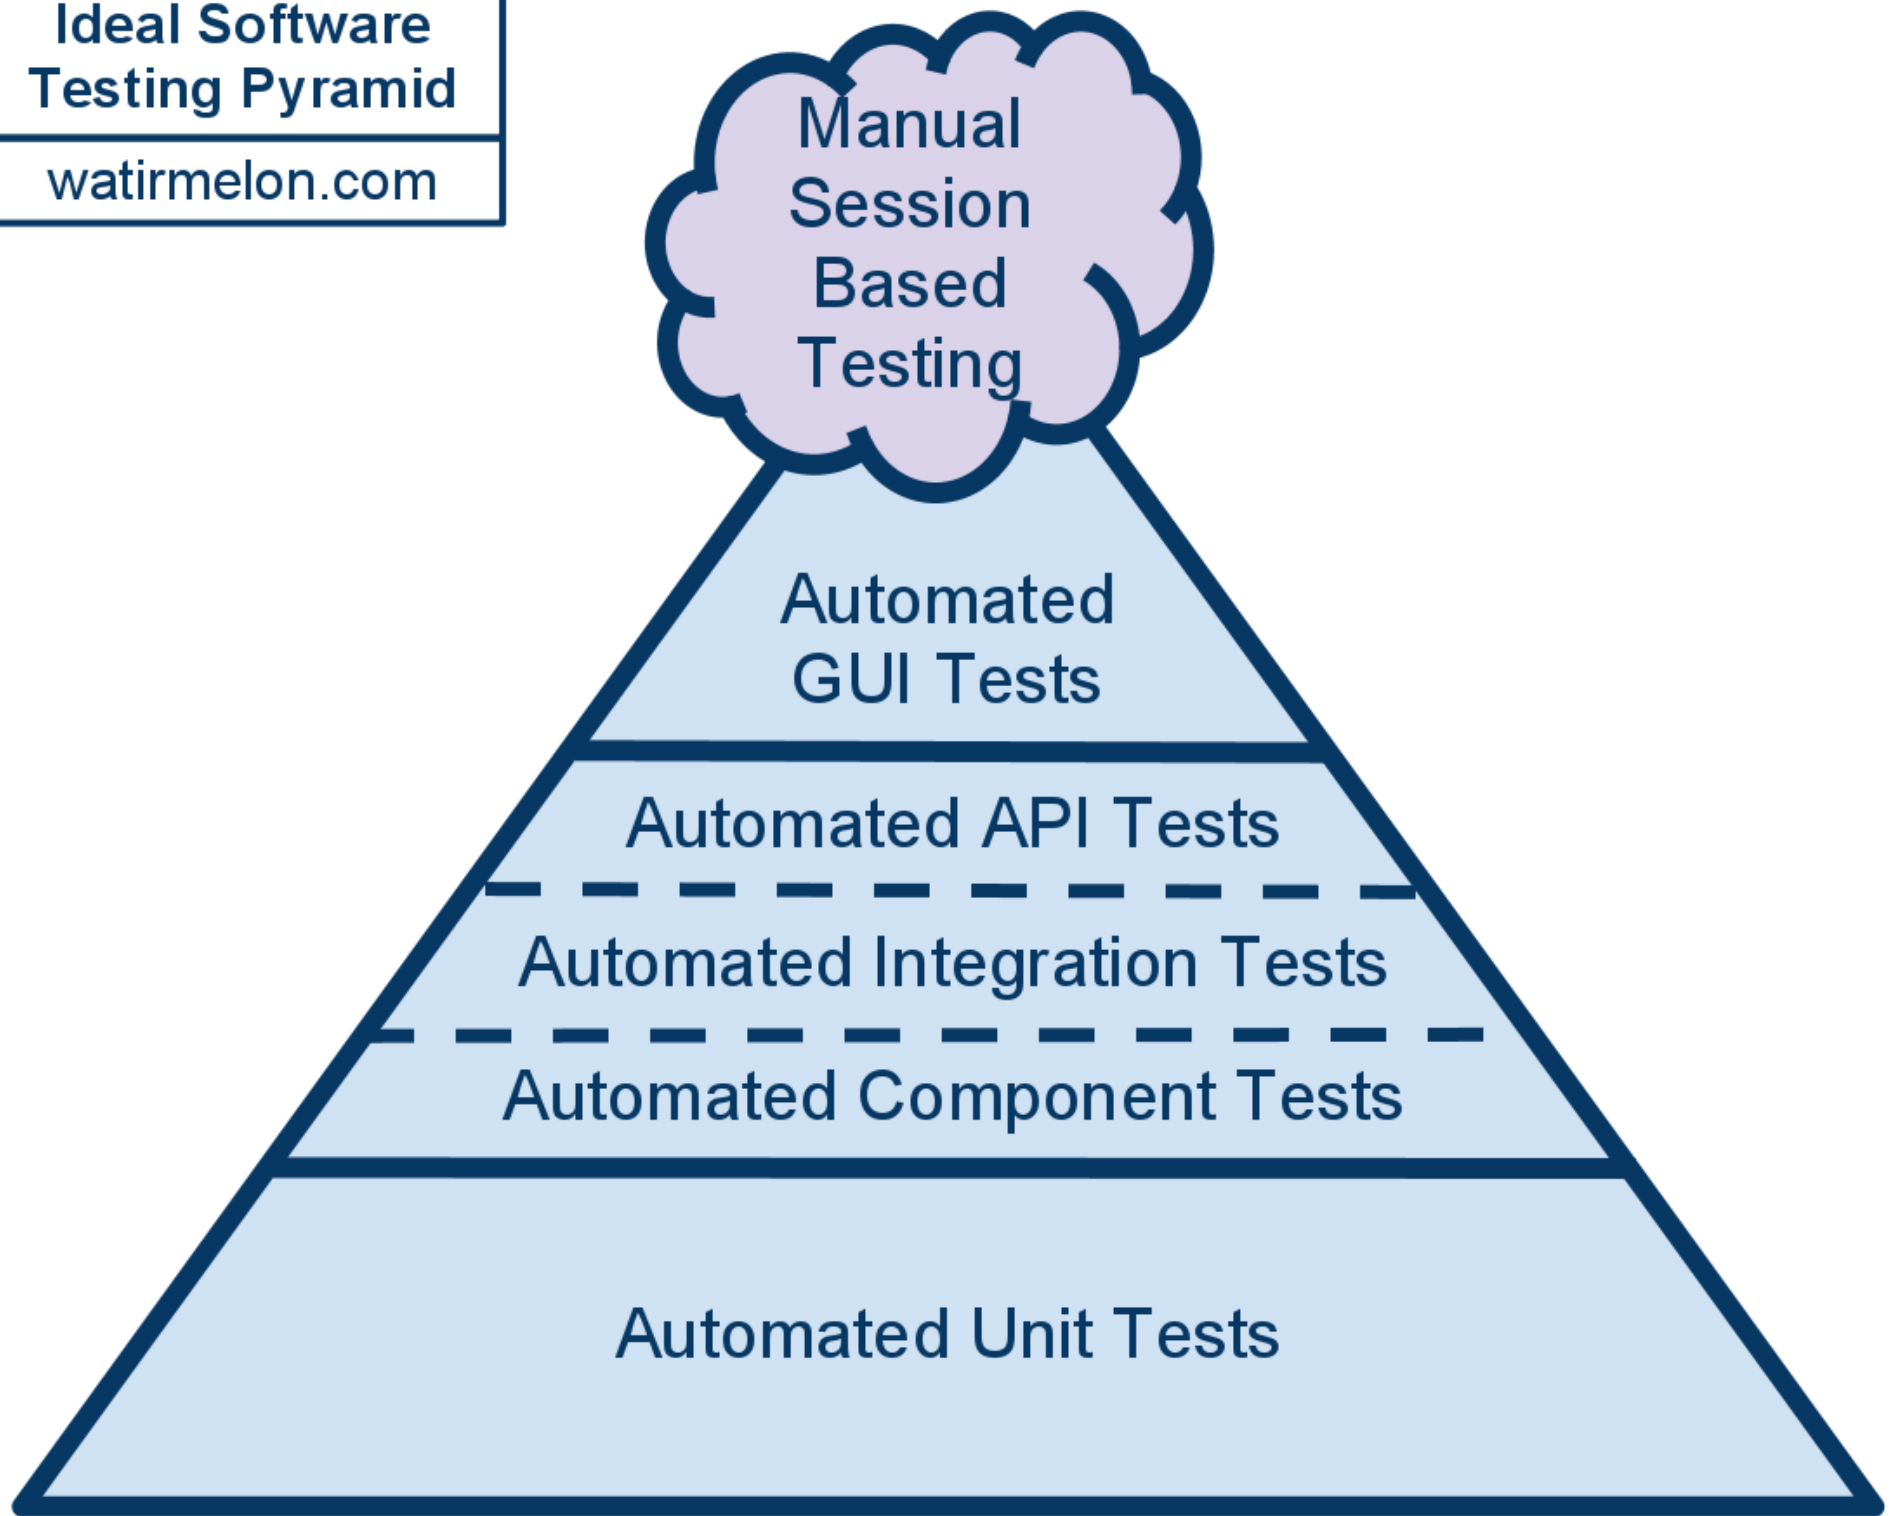 Ideal Software
Testing Pyramid
watirmelon.com
Manual
Session
Based
Testing
Automated
GUI Tests
Automated API Tests
Automated Integration Tests
Automated Component Tests
Automated Unit Tests